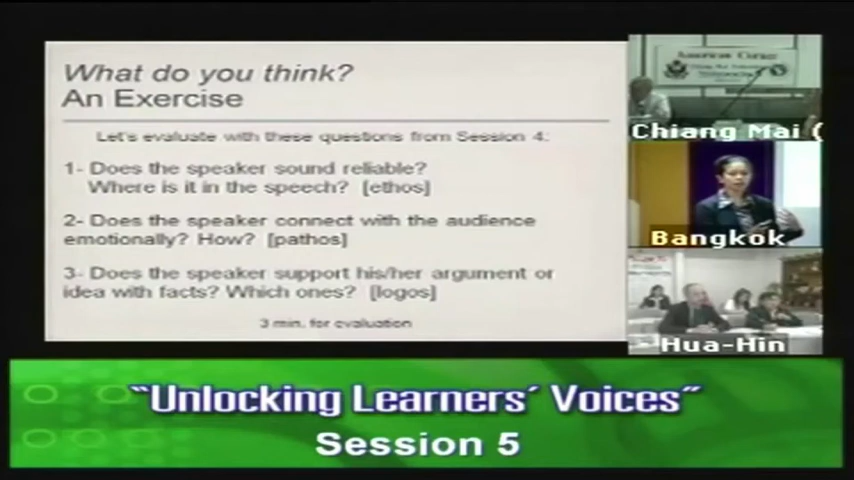 What do you think?
An Exercise
Let's evaluate with these questions from Session 4:
1- Does the speaker sound reliable?
Where is it in the speech? [ethos]
2- Does the speaker connect with the audience
emotionally? How? [pathos]
3- Does the speaker support his/her argument or
idea with facts? Which ones? [logos]
3 min. for evaluation
American Corner
Chiang Mai (
Bangkok
Hua-Hin
"Unlocking Learners´ Voices"
Session 5